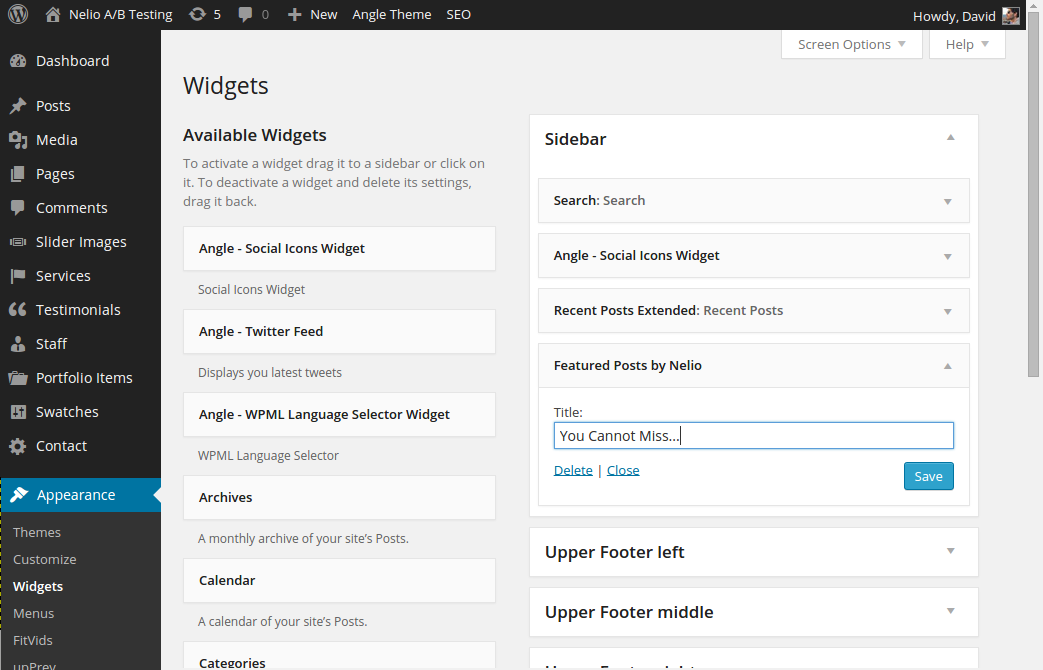 Nelio A/B Testing 5 0 New Angle Theme SEO Howdy, David
Screen Options Help
Dashboard
Posts
Media
Pages
Comments
Slider Images
Services
Testimonials
Staff
Portfolio Items
Swatches
Contact
Appearance
Themes
Customize
Widgets
Menus
FitVids
upPrev
Widgets
Available Widgets
To activate a widget drag it to a sidebar or click on
it. To deactivate a widget and delete its settings,
drag it back.
Angle - Social Icons Widget
Social Icons Widget
Angle - Twitter Feed
Displays you latest tweets
Angle - WPML Language Selector Widget
WPML Language Selector
Archives
A monthly archive of your site's Posts.
Calendar
A calendar of your site's Posts.
Categories
Sidebar
Search: Search
Angle - Social Icons Widget
Recent Posts Extended: Recent Posts
Featured Posts by Nelio
Title:
You Cannot Miss...
Delete | Close
Save
Upper Footer left
Upper Footer middle